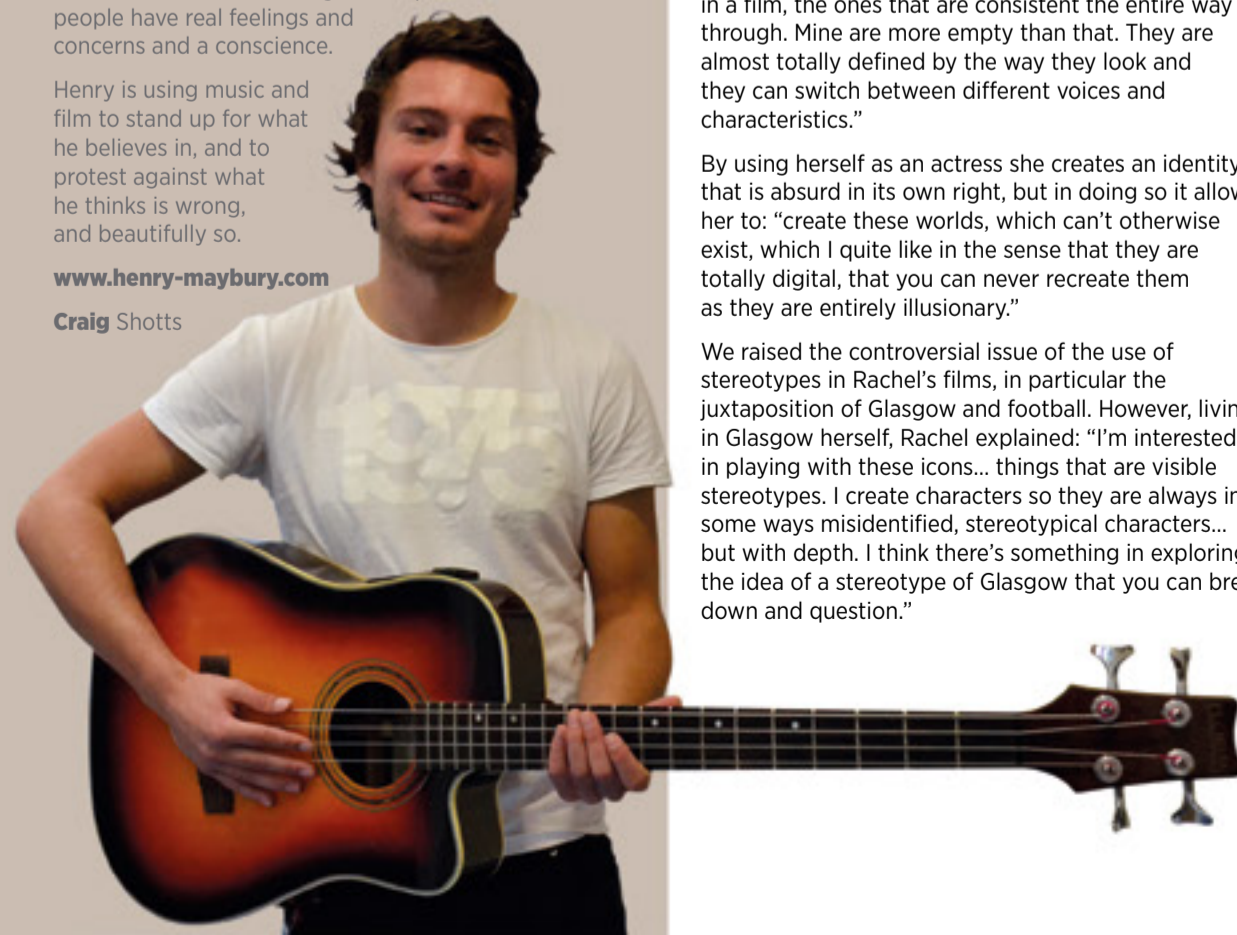 people have real feelings and
concerns and a conscience.
Henry is using music and
film to stand up for what
he believes in, and to
protest against what
he thinks is wrong,
and beautifully so.
www.henry-maybury.com
Craig Shotts
1975
in a film, the ones that are consistent the entire way
through. Mine are more empty than that. They are
almost totally defined by the way they look and
they can switch between different voices and
characteristics.”
By using herself as an actress she creates an identity
that is absurd in its own right, but in doing so it allow
her to: “create these worlds, which can’t otherwise
exist, which I quite like in the sense that they are
totally digital, that you can never recreate them
as they are entirely illusionary.”
We raised the controversial issue of the use of
stereotypes in Rachel’s films, in particular the
juxtaposition of Glasgow and football. However, livin
in Glasgow herself, Rachel explained: “I’m interested
in playing with these icons... things that are visible
stereotypes. I create characters so they are always in
some ways misidentified, stereotypical characters...
but with depth. I think there’s something in exploring
the idea of a stereotype of Glasgow that you can bre
down and question.”